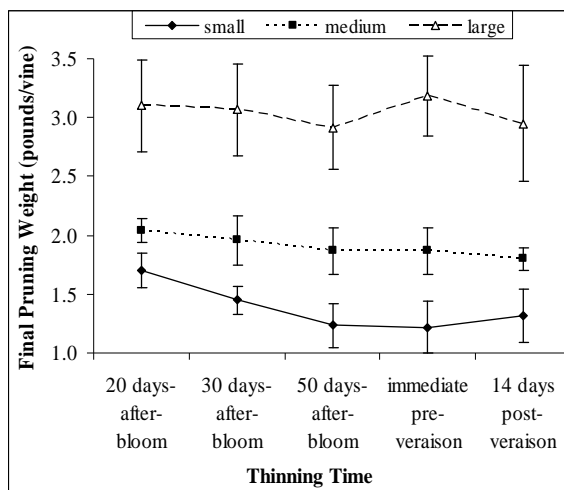 small medium large
Final Pruning Weight (pounds/vine)
3.5
3.0
2.5
2.0
1.5
1.0
20 days-
after-
bloom
30 days-
after-
bloom
50 days-
after-
bloom
immediate
pre-
veraison
14 days
post-
veraison
Thinning Time